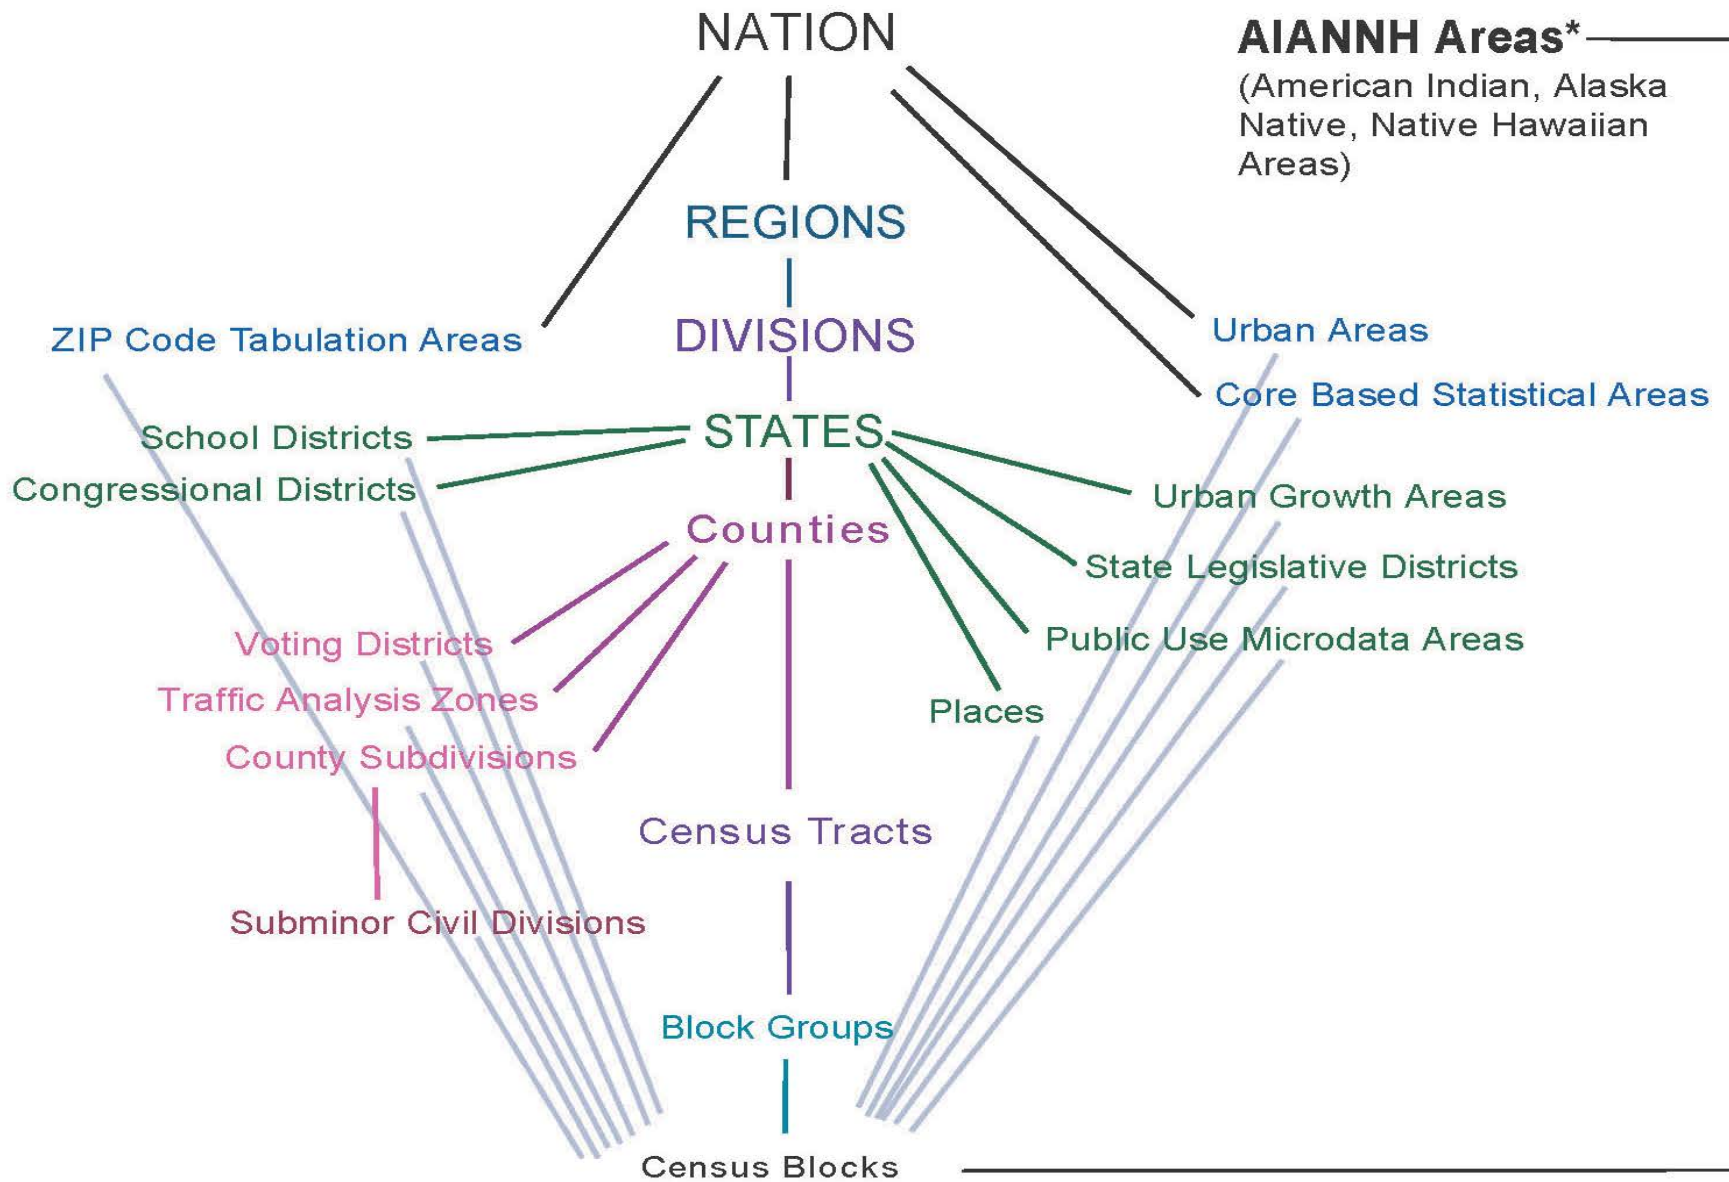 NATION
AIANNH Areas*
(American Indian, Alaska
Native, Native Hawaiian
Areas)
REGIONS
ZIP Code Tabulation Areas
DIVISIONS
Urban Areas
Core Based Statistical Areas
School Districts
STATES
Congressional Districts
Urban Growth Areas
Counties
State Legislative Districts
Voting Districts
Public Use Microdata Areas
Traffic Analysis Zones
Places
County Subdivisions
Census Tracts
Subminor Civil Divisions
Block Groups
Census Blocks